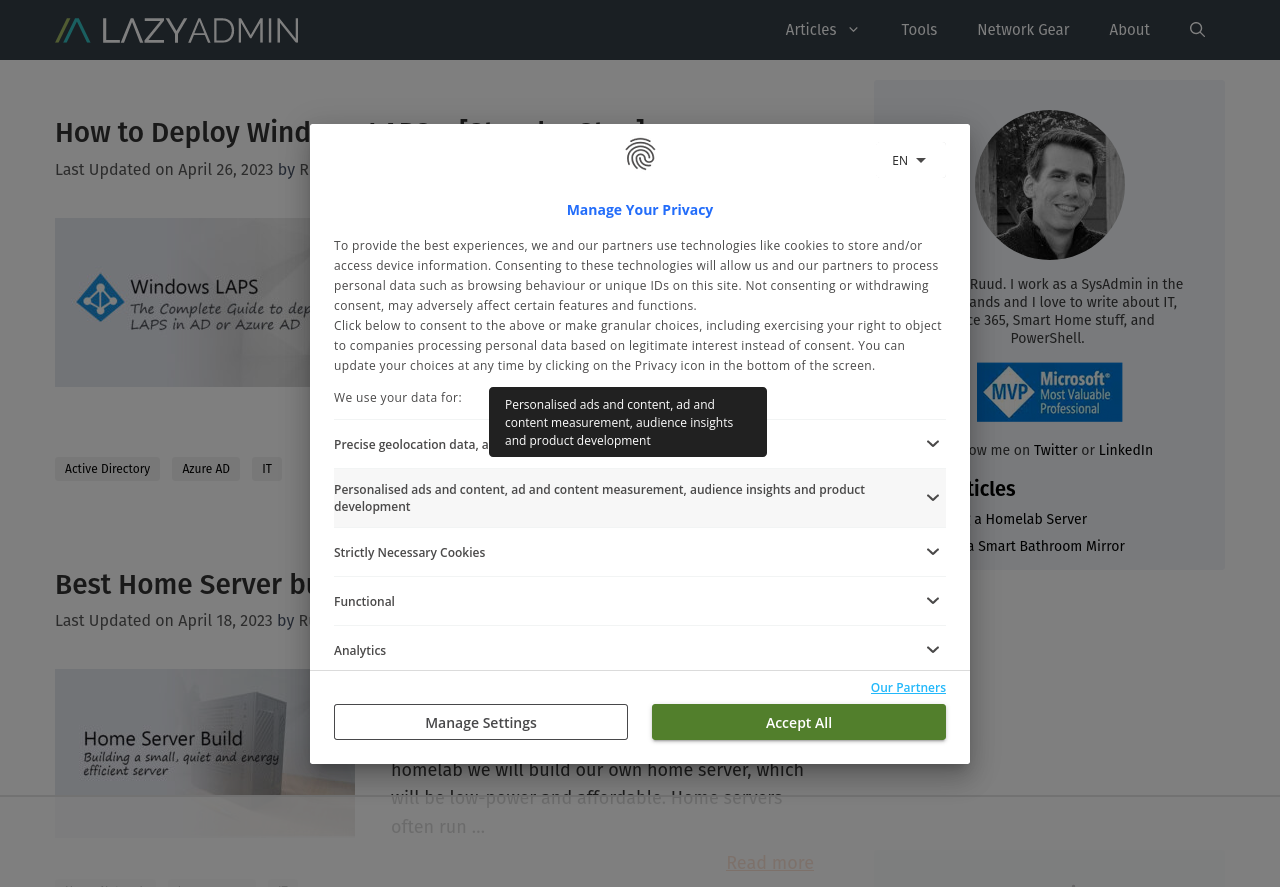 LAZYADMIN
Articles
Tools
Network Gear
About
How to Deploy Wind
Last Updated on April 26, 2023 by R
Windows LAPS
The Complete Guide to dep
LAPS in AD or Azure AD
Active Directory
Azure AD
IT
Best Home Server bu
Last Updated on April 18, 2023 by Ru
Home Server Build
Building a small, quiet and energy
efficient server
homelab we will build our own home server, which
will be low-power and affordable. Home servers
often run ...
Read more
EN
Manage Your Privacy
To provide the best experiences, we and our partners use technologies like cookies to store and/or
access device information. Consenting to these technologies will allow us and our partners to process
personal data such as browsing behaviour or unique IDs on this site. Not consenting or withdrawing
consent, may adversely affect certain features and functions.
Click below to consent to the above or make granular choices, including exercising your right to object
to companies processing personal data based on legitimate interest instead of consent. You can
update your choices at any time by clicking on the Privacy icon in the bottom of the screen.
We use your data for:
Personalised ads and content, ad and
content measurement, audience insights
and product development
Precise geolocation data, a
Personalised ads and content, ad and content measurement, audience insights and product
development
Strictly Necessary Cookies
Functional
Analytics
Our Partners
Manage Settings
Accept All
Ruud. I work as a SysAdmin in the
ands and I love to write about IT,
ce 365, Smart Home stuff, and
PowerShell.
MVP
Microsoft®
Most Valuable
Professional
ow me on Twitter or LinkedIn
ticles
a Homelab Server
a Smart Bathroom Mirror